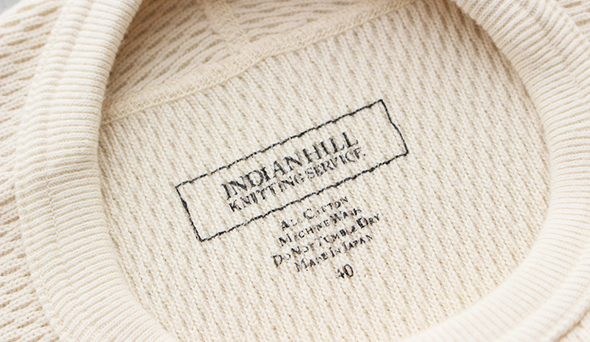 INDIAN HILL
KNITTING SERVICE.
ALL COTTON
MACHINE WASH
DO NOT TUMBLE DRY
MADE IN JAPAN
40